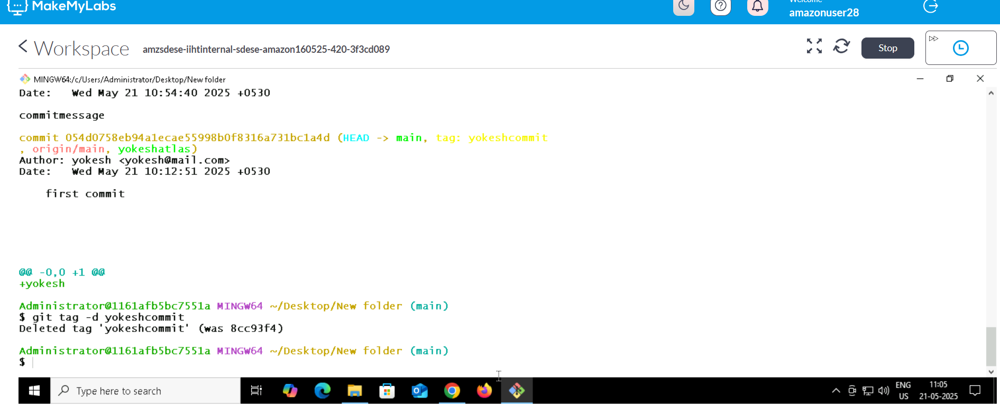 MakeMyLabs
Welcome
amazonuser28
Workspace amzsdese-iihtinternal-sdese-amazon160525-420-3f3cd089
Stop
MINGW64:/c/Users/Administrator/Desktop/New folder
Date:   Wed May 21 10:54:40 2025 +0530
commitmessage
commit 054d0758eb94a1ecae55998b0f8316a731bc1a4d (HEAD -> main, tag: yokeshcommit
, origin/main, yokeshatlas)
Author: yokesh <yokesh@mail.com>
Date:   Wed May 21 10:12:51 2025 +0530
    first commit
@@ -0,0 +1 @@
+yokesh
Administrator@1161afb5bc7551a MINGW64 ~/Desktop/New folder (main)
$ git tag -d yokeshcommit
Deleted tag 'yokeshcommit' (was 8cc93f4)
Administrator@1161afb5bc7551a MINGW64 ~/Desktop/New folder (main)
$
Type here to search
ENG
US
11:05
21-05-2025